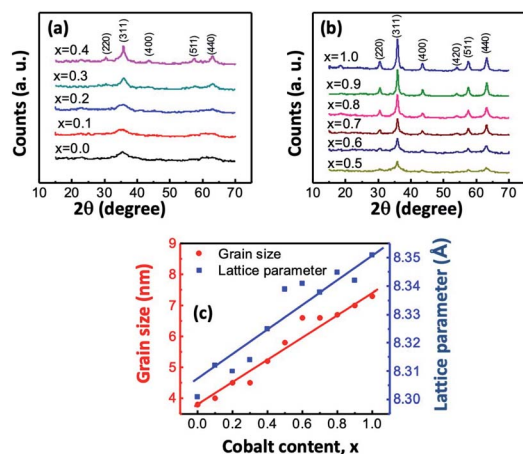 (a)
(220)
(311)
(400)
(511)
(440)
x=0.4
x=0.3
x=0.2
x=0.1
x=0.0
Counts (a. u.)
10 20 30 40 50 60 70
2θ (degree)
(b)
(220)
(311)
(400)
(420)
(511)
(440)
x=1.0
x=0.9
x=0.8
x=0.7
x=0.6
x=0.5
Counts (a. u.)
10 20 30 40 50 60 70
2θ (degree)
Grain size
Lattice parameter
(c)
Grain size (nm)
9
8
7
6
5
4
8.35
8.34
8.33
8.32
8.31
8.30
Lattice parameter (Å)
0.0 0.2 0.4 0.6 0.8 1.0
Cobalt content, x